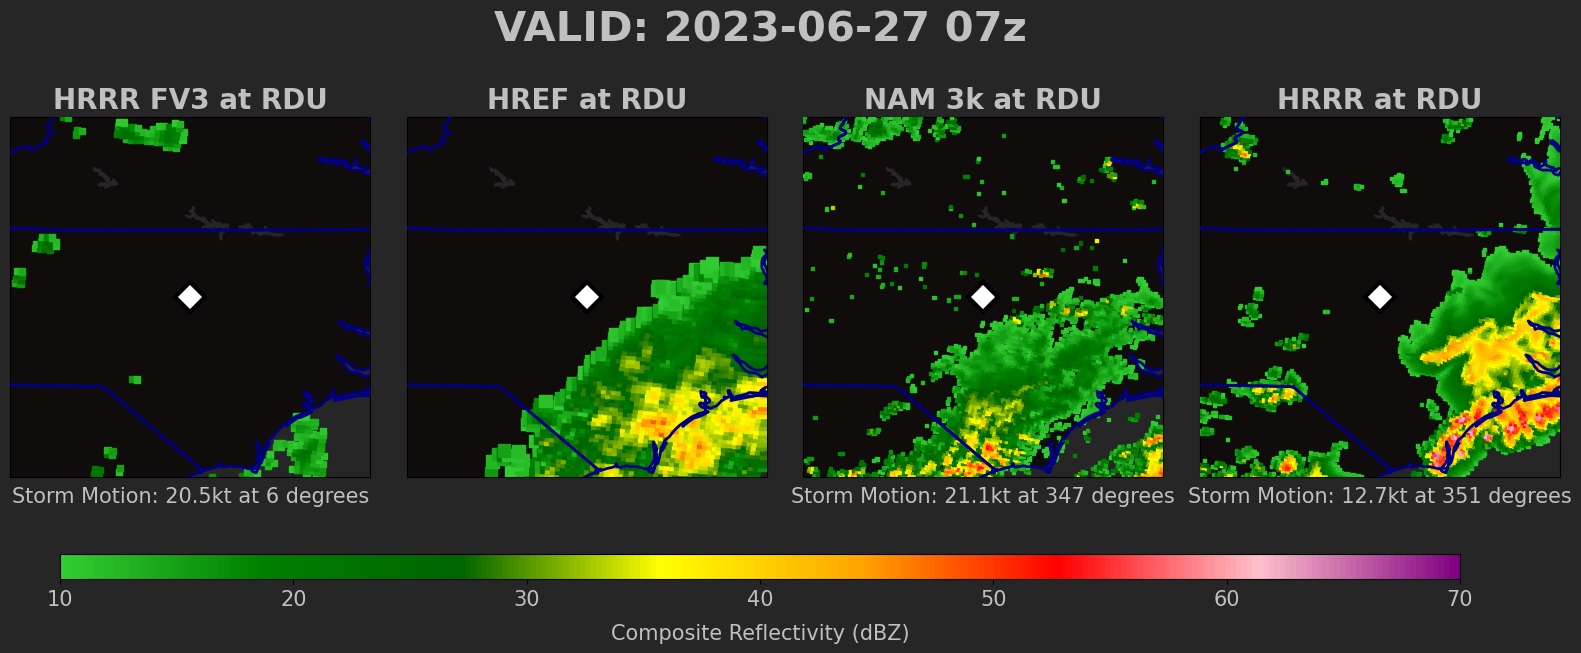 VALID: 2023-06-27 07z
HRRR FV3 at RDU
HREF at RDU
NAM 3k at RDU
HRRR at RDU
Storm Motion: 20.5kt at 6 degrees
Storm Motion: 21.1kt at 347 degrees
Storm Motion: 12.7kt at 351 degrees
10 20 30 40 50 60 70
Composite Reflectivity (dBZ)